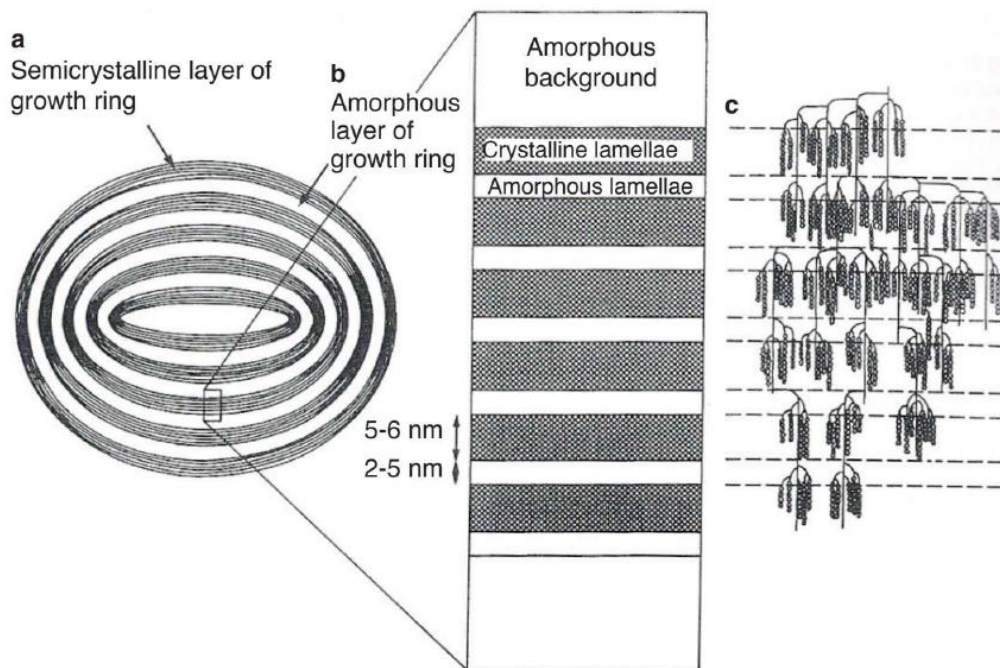 a
Semicrystalline layer of
growth ring
b
Amorphous
layer of
growth ring
Amorphous
background
Crystalline lamellae
Amorphous lamellae
5-6 nm
2-5 nm
c